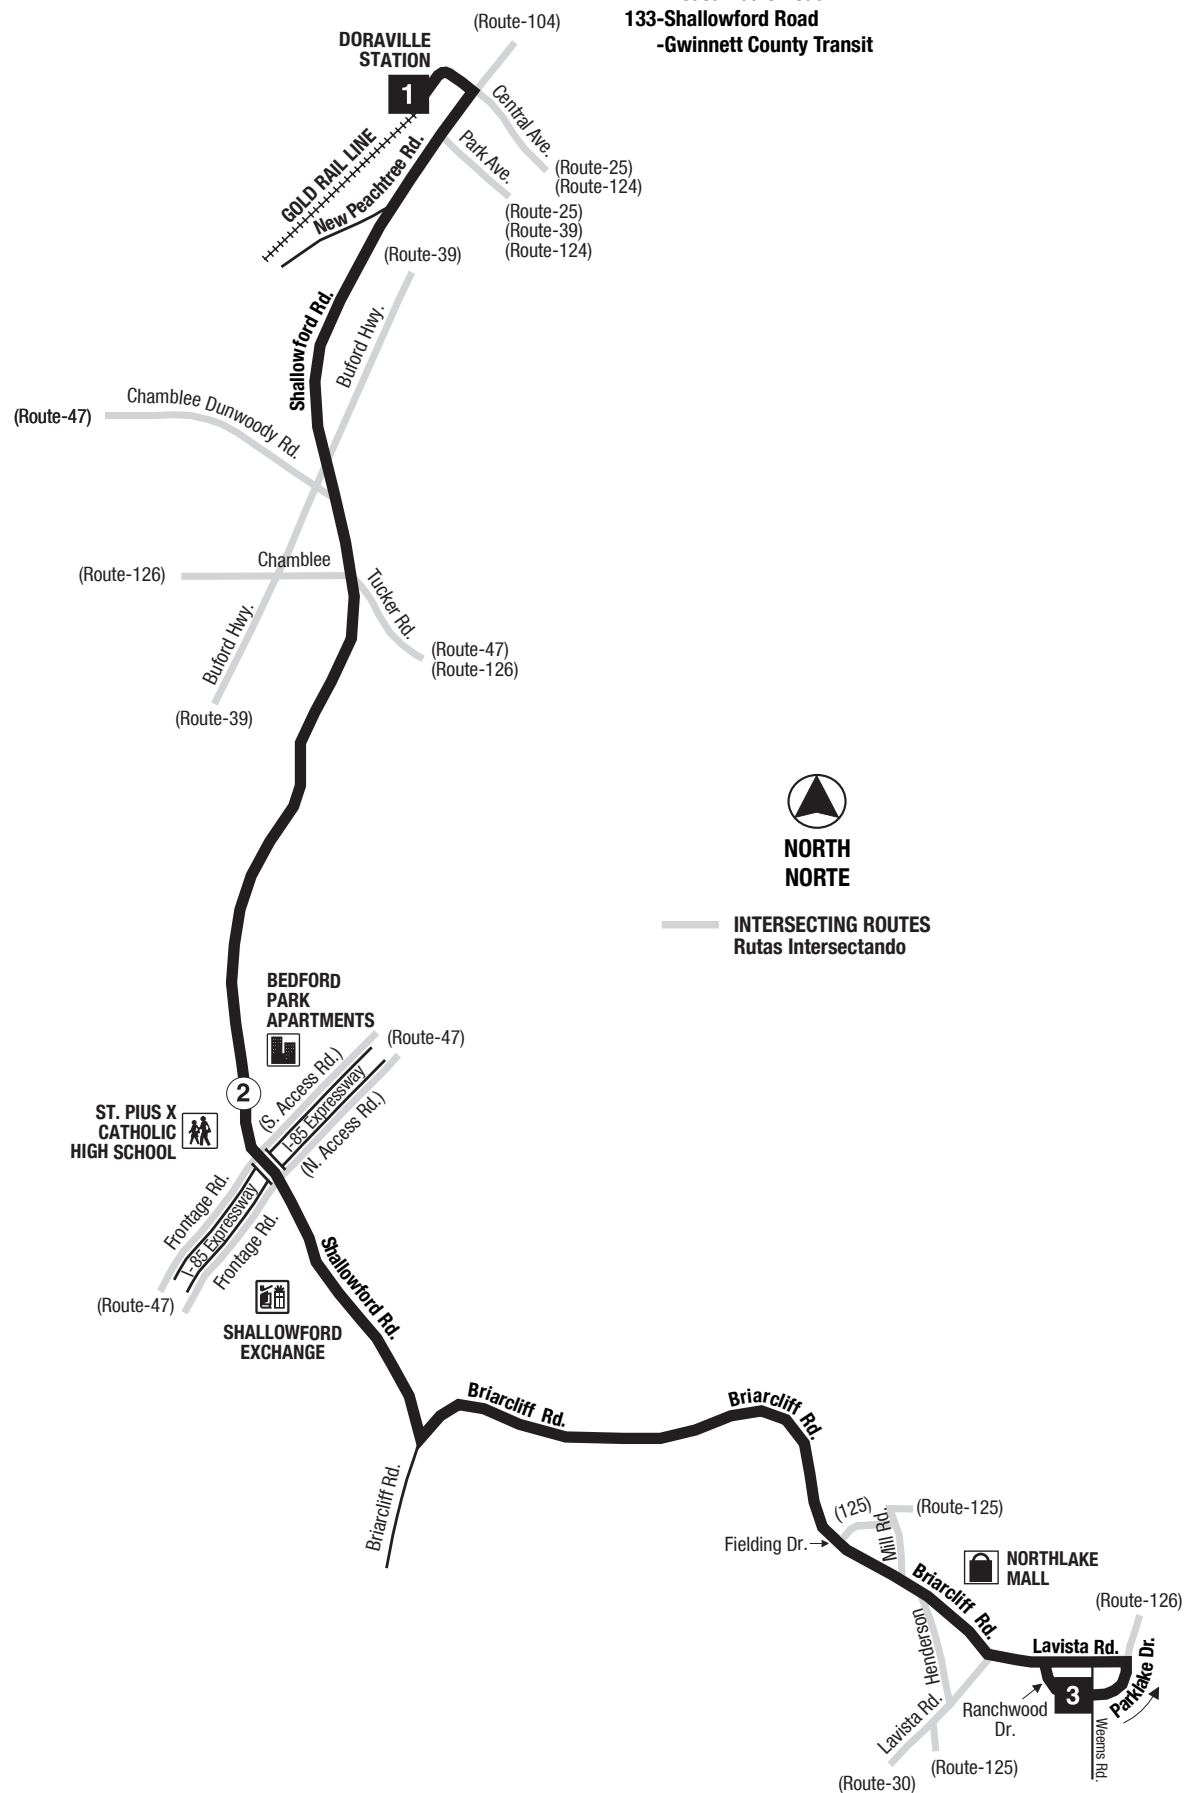 133-Shallowford Road
-Gwinnett County Transit
(Route-104)
DORAVILLE
STATION
1
Central Ave.
Park Ave.
(Route-25)
(Route-124)
GOLD RAIL LINE
New Peachtree Rd.
(Route-25)
(Route-39)
(Route-124)
(Route-39)
Shallowford Rd.
Buford Hwy.
Chamblee Dunwoody Rd.
(Route-47)
Chamblee
(Route-126)
Tucker Rd.
Buford Hwy.
(Route-47)
(Route-126)
(Route-39)
NORTH
NORTE
INTERSECTING ROUTES
Rutas Intersectando
BEDFORD
PARK
APARTMENTS
(Route-47)
(S. Access Rd.)
I-85 Expressway
(N. Access Rd.)
2
ST. PIUS X
CATHOLIC
HIGH SCHOOL
Frontage Rd.
I-85 Expressway
Frontage Rd.
(Route-47)
Shallowford Rd.
SHALLOWFORD
EXCHANGE
Briarcliff Rd.
Briarcliff Rd.
Briarcliff Rd.
(125)
Mill Rd.
(Route-125)
Fielding Dr.
NORTHLAKE
MALL
Briarcliff Rd.
(Route-126)
Henderson
Lavista Rd.
Parklake Dr.
3
Ranchwood
Dr.
Weems Rd.
Lavista Rd.
(Route-125)
(Route-30)